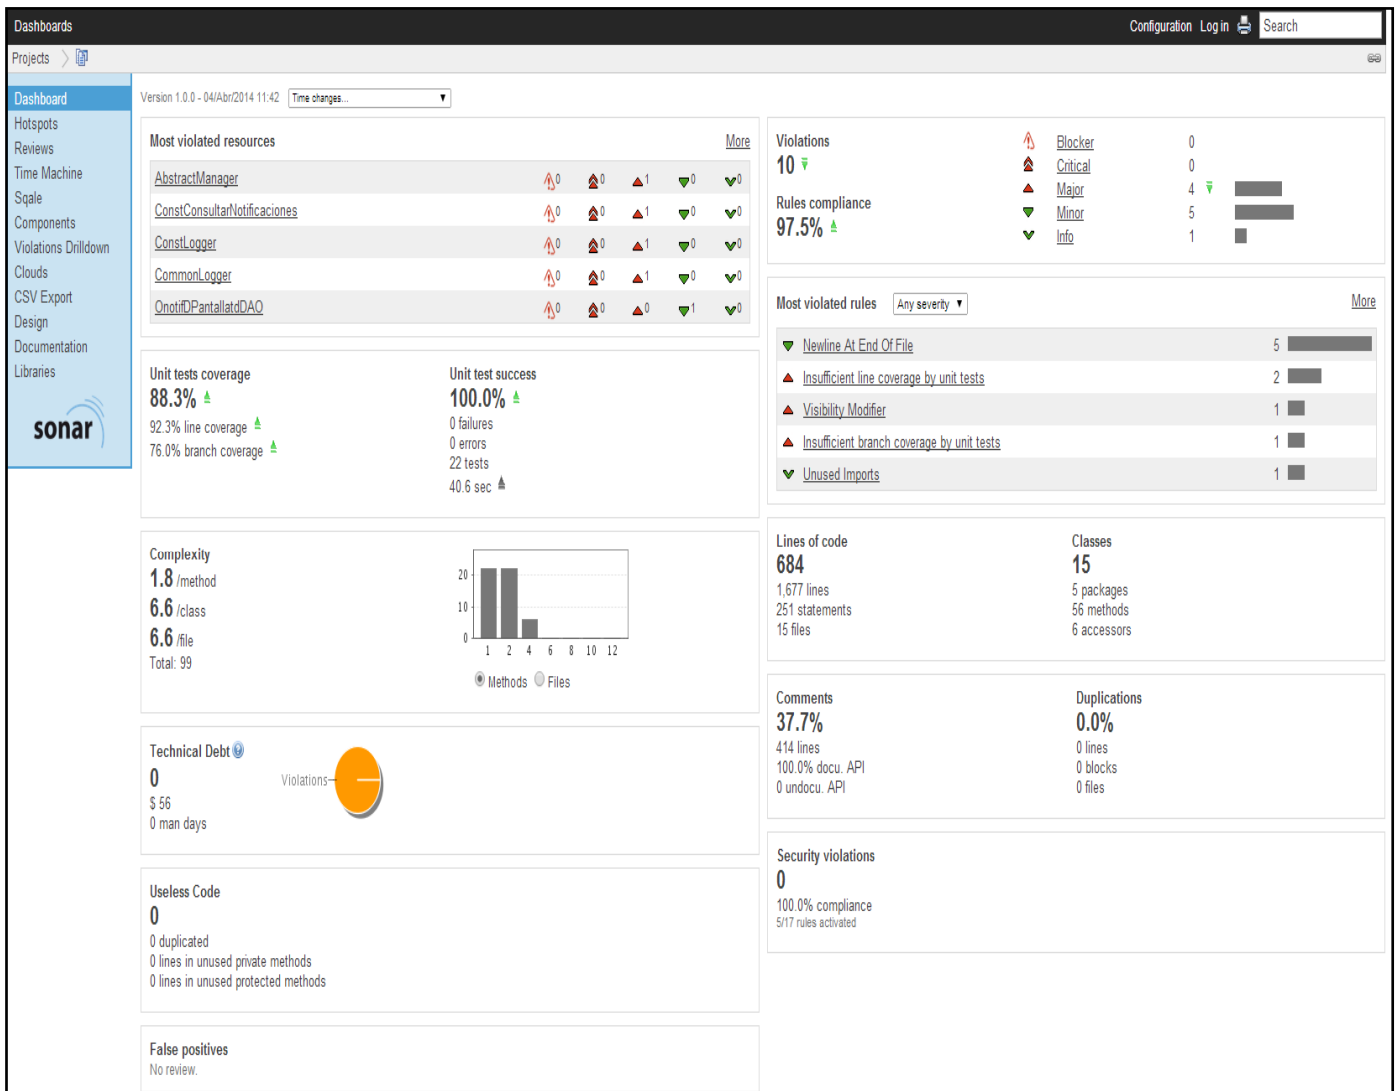 Dashboards
Configuration Log in Search
Projects
Dashboard
Hotspots
Reviews
Time Machine
Sqale
Components
Violations Drilldown
Clouds
CSV Export
Design
Documentation
Libraries
sonar
Version 1.0.0 - 04/Abr/2014 11:42 Time changes...
Most violated resources More
AbstractManager 0 0 1 0 0
ConstConsultarNotificaciones 0 0 1 0 0
ConstLogger 0 0 1 0 0
CommonLogger 0 0 1 0 0
OnotifDPantallatdDAO 0 0 0 1 0
Unit tests coverage
88.3%
92.3% line coverage
76.0% branch coverage
Unit test success
100.0%
0 failures
0 errors
22 tests
40.6 sec
Complexity
1.8 /method
6.6 /class
6.6 /file
Total: 99
20
10
0
1 2 4 6 8 10 12
Methods Files
Technical Debt
0
$ 56
0 man days
Violations
Useless Code
0
0 duplicated
0 lines in unused private methods
0 lines in unused protected methods
False positives
No review.
Violations
10
Rules compliance
97.5%
Blocker 0
Critical 0
Major 4
Minor 5
Info 1
Most violated rules Any severity More
Newline At End Of File 5
Insufficient line coverage by unit tests 2
Visibility Modifier 1
Insufficient branch coverage by unit tests 1
Unused Imports 1
Lines of code
684
1,677 lines
251 statements
15 files
Classes
15
5 packages
56 methods
6 accessors
Comments
37.7%
414 lines
100.0% docu. API
0 undocu. API
Duplications
0.0%
0 lines
0 blocks
0 files
Security violations
0
100.0% compliance
5/17 rules activated